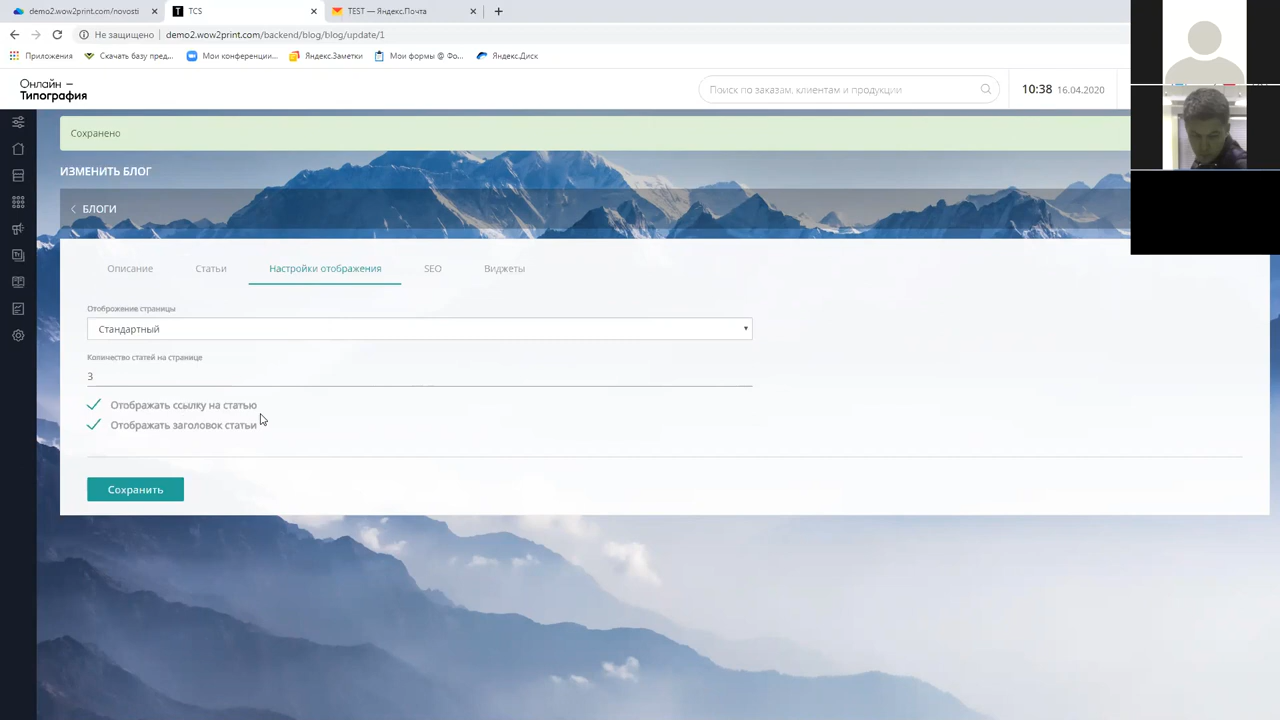 demo2.wow2print.com/novosti
TCS
TEST — Яндекс.Почта
Не защищено
demo2.wow2print.com/backend/blog/blog/update/1
Приложения
Скачать базу пред...
Мои конференции...
Яндекс.Заметки
Мои формы @ Фо...
Яндекс.Диск
Онлайн –
Типография
Поиск по заказам, клиентам и продукции
10:38 16.04.2020
Сохранено
ИЗМЕНИТЬ БЛОГ
БЛОГИ
Описание
Статьи
Настройки отображения
SEO
Виджеты
Отоброжение страницы
Стандартный
Количество статей на странице
3
Отображать ссылку на статью
Отображать заголовок статьи
Сохранить